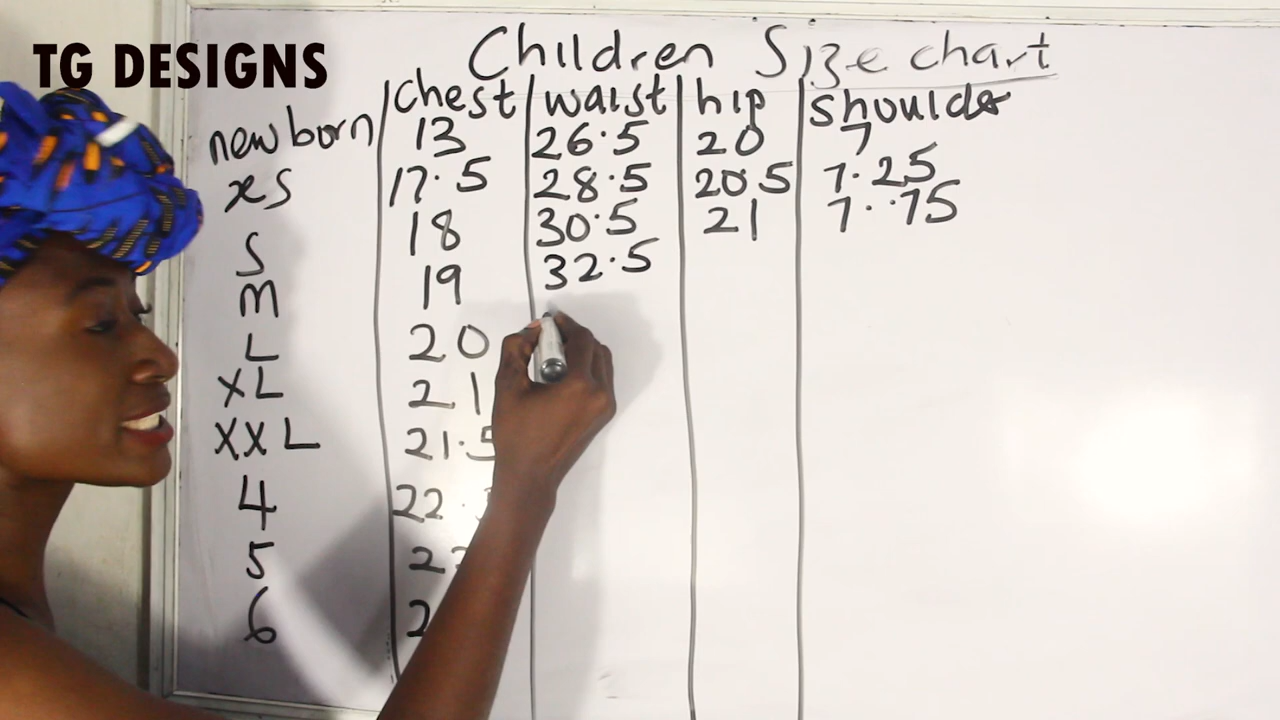 TG DESIGNS
Children Size chart
chest waist hip shoulder
newborn 13 26.5 20 7
xS 17.5 28.5 20.5 7.25
S 18 30.5 21 7.75
M 19 32.5
L 20
XL 21
XXL 21.5
4 22.
5
6